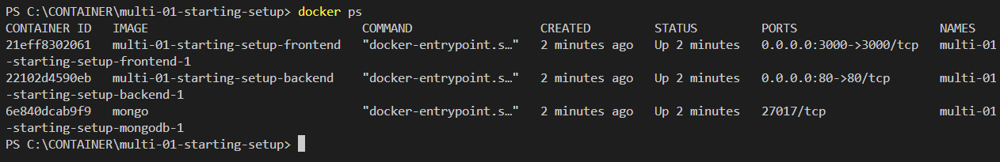 PS C:\CONTAINER\multi-01-starting-setup> docker ps
CONTAINER ID   IMAGE                              COMMAND                  CREATED         STATUS         PORTS                    NAMES
21eff8302061   multi-01-starting-setup-frontend   "docker-entrypoint.s…"   2 minutes ago   Up 2 minutes   0.0.0.0:3000->3000/tcp   multi-01
-starting-setup-frontend-1
22102d4590eb   multi-01-starting-setup-backend    "docker-entrypoint.s…"   2 minutes ago   Up 2 minutes   0.0.0.0:80->80/tcp       multi-01
-starting-setup-backend-1
6e840dcab9f9   mongo                              "docker-entrypoint.s…"   2 minutes ago   Up 2 minutes   27017/tcp                multi-01
-starting-setup-mongodb-1
PS C:\CONTAINER\multi-01-starting-setup>